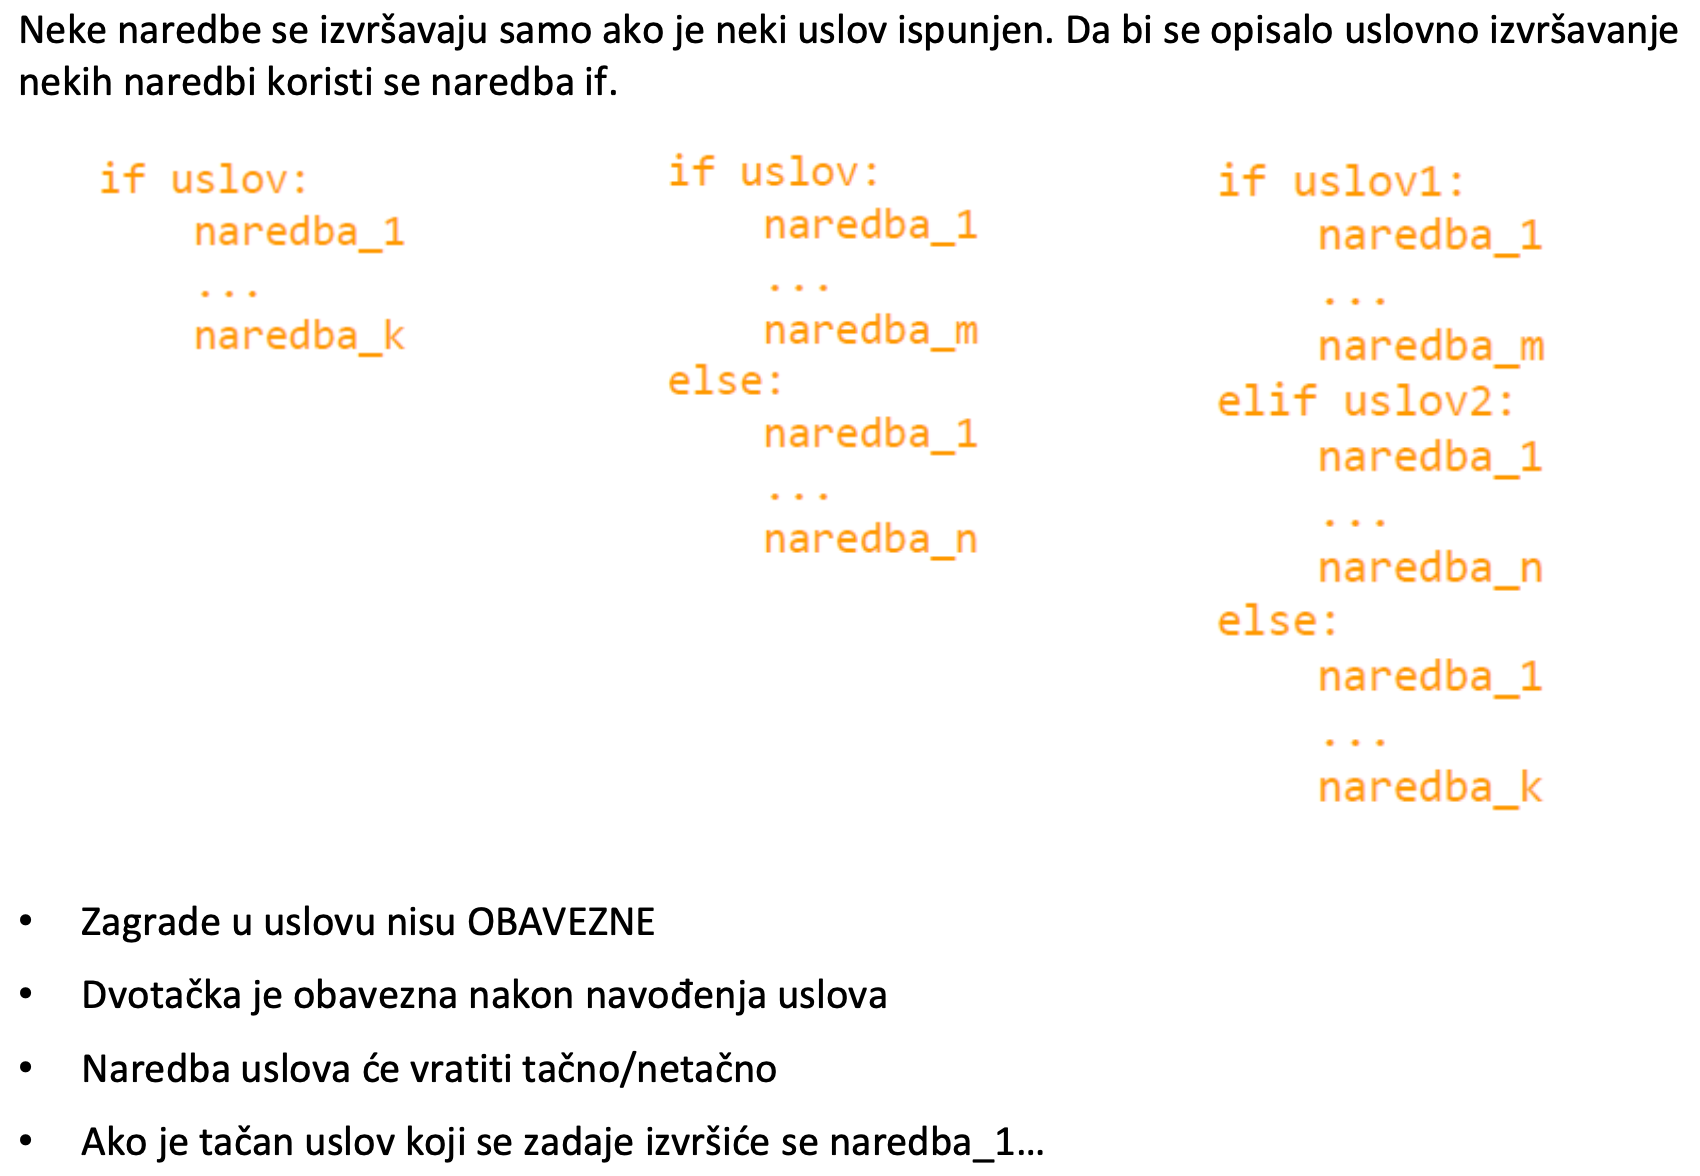 Neke naredbe se izvršavaju samo ako je neki uslov ispunjen. Da bi se opisalo uslovno izvršavanje
nekih naredbi koristi se naredba if.
if uslov:
    naredba_1
    ...
    naredba_k
if uslov:
    naredba_1
    ...
    naredba_m
else:
    naredba_1
    ...
    naredba_n
if uslov1:
    naredba_1
    ...
    naredba_m
elif uslov2:
    naredba_1
    ...
    naredba_n
else:
    naredba_1
    ...
    naredba_k
• Zagrade u uslovu nisu OBAVEZNE
• Dvotačka je obavezna nakon navođenja uslova
• Naredba uslova će vratiti tačno/netačno
• Ako je tačan uslov koji se zadaje izvršiće se naredba_1...